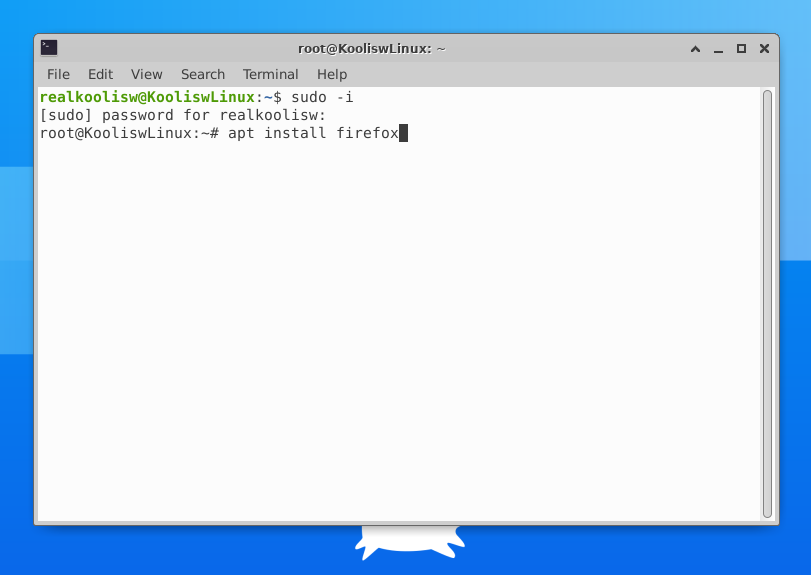 root@KooliswLinux: ~
File Edit View Search Terminal Help
realkoolisw@KooliswLinux:~$ sudo -i
[sudo] password for realkoolisw:
root@KooliswLinux:~# apt install firefox